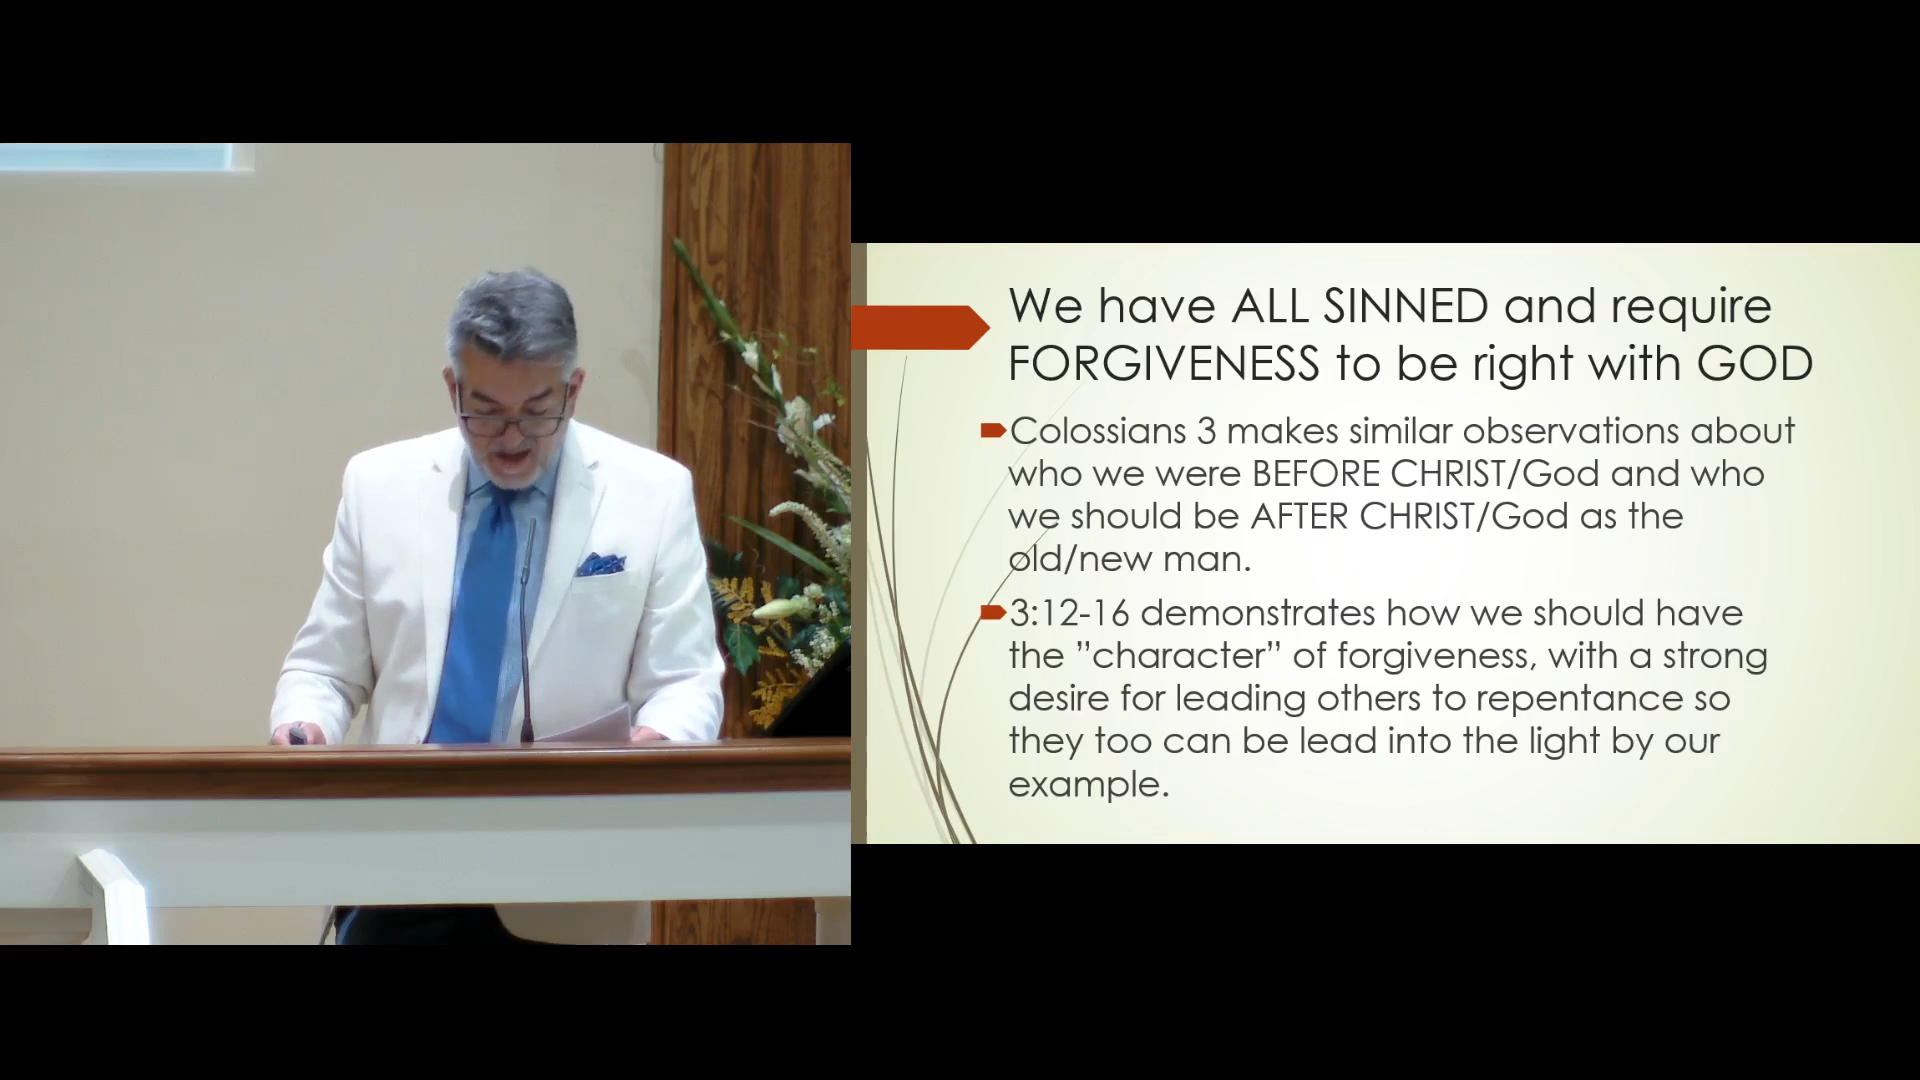 We have ALL SINNED and require
FORGIVENESS to be right with GOD
Colossians 3 makes similar observations about
who we were BEFORE CHRIST/God and who
we should be AFTER CHRIST/God as the
old/new man.
3:12-16 demonstrates how we should have
the ”character” of forgiveness, with a strong
desire for leading others to repentance so
they too can be lead into the light by our
example.